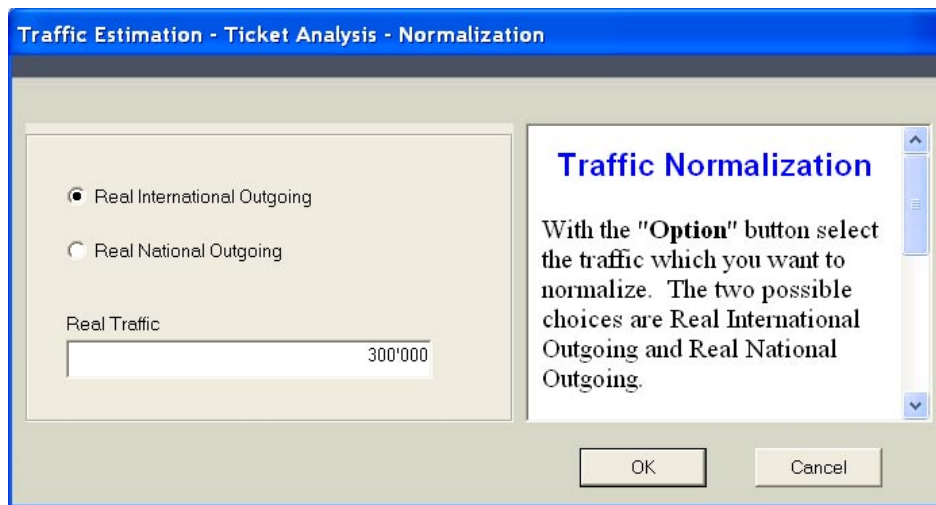 Traffic Estimation - Ticket Analysis - Normalization
Real International Outgoing
Real National Outgoing
Real Traffic
300'000
Traffic Normalization
With the "Option" button select
the traffic which you want to
normalize. The two possible
choices are Real International
Outgoing and Real National
Outgoing.
OK
Cancel